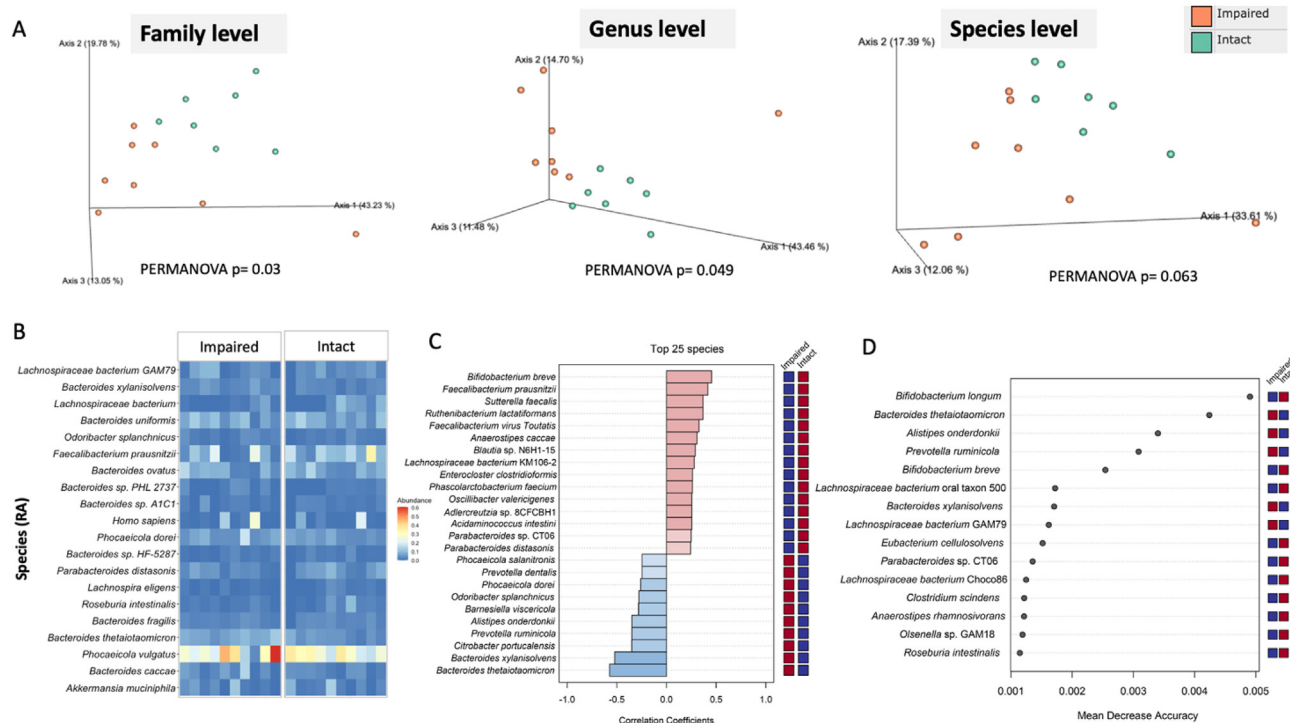 A
Family level
Genus level
Species level
Impaired
Intact
Axis 2 (19.78 %)
Axis 1 (43.23 %)
Axis 3 (13.05 %)
PERMANOVA p= 0.03
Axis 2 (14.70 %)
Axis 3 (11.48 %)
Axis 1 (43.46 %)
PERMANOVA p= 0.049
Axis 2 (17.39 %)
Axis 1 (33.61 %)
Axis 3 (12.06 %)
PERMANOVA p= 0.063
B
Impaired
Intact
Species (RA)
Lachnospiraceae bacterium GAM79
Bacteroides xylanisolvens
Lachnospiraceae bacterium
Bacteroides uniformis
Odoribacter splanchnicus
Faecalibacterium prausnitzii
Bacteroides ovatus
Bacteroides sp. PHL 2737
Bacteroides sp. A1C1
Homo sapiens
Phocaeicola dorei
Bacteroides sp. HF-5287
Parabacteroides distasonis
Lachnospira eligens
Roseburia intestinalis
Bacteroides fragilis
Bacteroides thetaiotaomicron
Phocaeicola vulgatus
Bacteroides caccae
Akkermansia muciniphila
Abundance
0.6
0.5
0.4
0.3
0.2
0.1
0.0
C
Top 25 species
Impaired
Intact
Bifidobacterium breve
Faecalibacterium prausnitzii
Sutterella faecalis
Ruthenibacterium lactatiformans
Faecalibacterium virus Toutatis
Anaerostipes caccae
Blautia sp. N6H1-15
Lachnospiraceae bacterium KM106-2
Enterocloster clostridioformis
Phascolarctobacterium faecium
Oscillibacter valericigenes
Adlercreutzia sp. 8CFCBH1
Acidaminococcus intestini
Parabacteroides sp. CT06
Parabacteroides distasonis
Phocaeicola salanitronis
Prevotella dentalis
Phocaeicola dorei
Odoribacter splanchnicus
Barnesiella viscericola
Alistipes onderdonkii
Prevotella ruminicola
Citrobacter portucalensis
Bacteroides xylanisolvens
Bacteroides thetaiotaomicron
-1.0 -0.5 0.0 0.5 1.0
Correlation Coefficients
D
Impaired
Intact
Bifidobacterium longum
Bacteroides thetaiotaomicron
Alistipes onderdonkii
Prevotella ruminicola
Bifidobacterium breve
Lachnospiraceae bacterium oral taxon 500
Bacteroides xylanisolvens
Lachnospiraceae bacterium GAM79
Eubacterium cellulosolvens
Parabacteroides sp. CT06
Lachnospiraceae bacterium Choco86
Clostridium scindens
Anaerostipes rhamnosivorans
Olsenella sp. GAM18
Roseburia intestinalis
0.001 0.002 0.003 0.004 0.005
Mean Decrease Accuracy